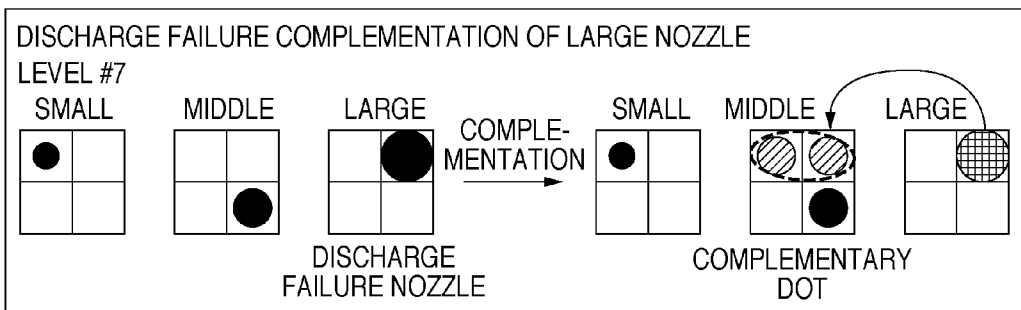 DISCHARGE FAILURE COMPLEMENTATION OF LARGE NOZZLE
LEVEL #7
SMALL MIDDLE LARGE
COMPLE-
MENTATION
SMALL MIDDLE LARGE
DISCHARGE
FAILURE NOZZLE
COMPLEMENTARY
DOT